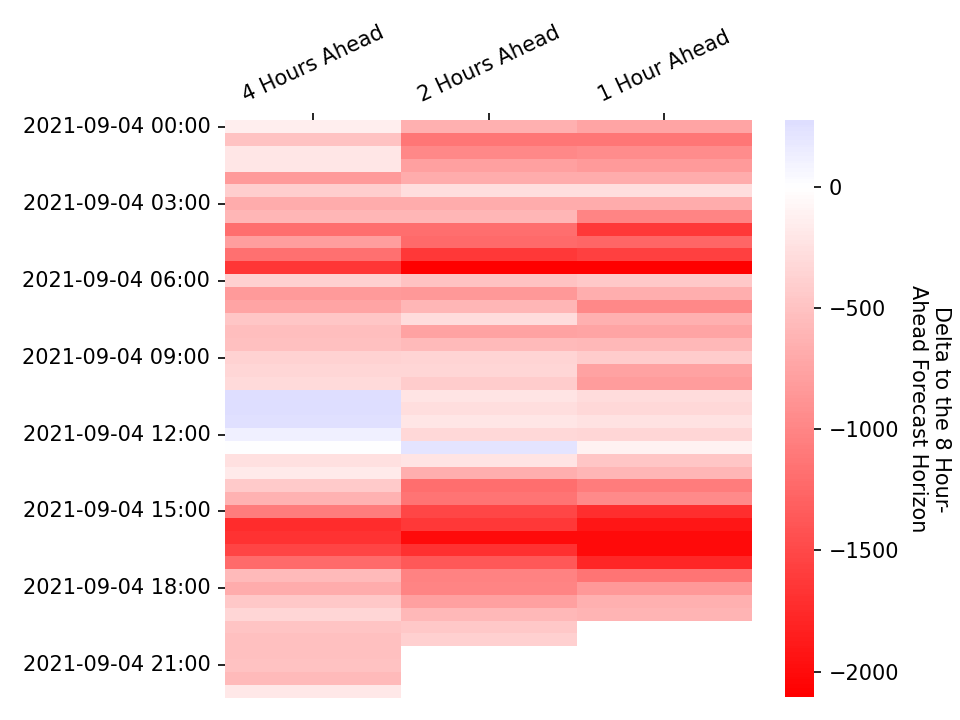 4 Hours Ahead
2 Hours Ahead
1 Hour Ahead
2021-09-04 00:00
2021-09-04 03:00
2021-09-04 06:00
2021-09-04 09:00
2021-09-04 12:00
2021-09-04 15:00
2021-09-04 18:00
2021-09-04 21:00
0
−500
−1000
−1500
−2000
Delta to the 8 Hour-
Ahead Forecast Horizon